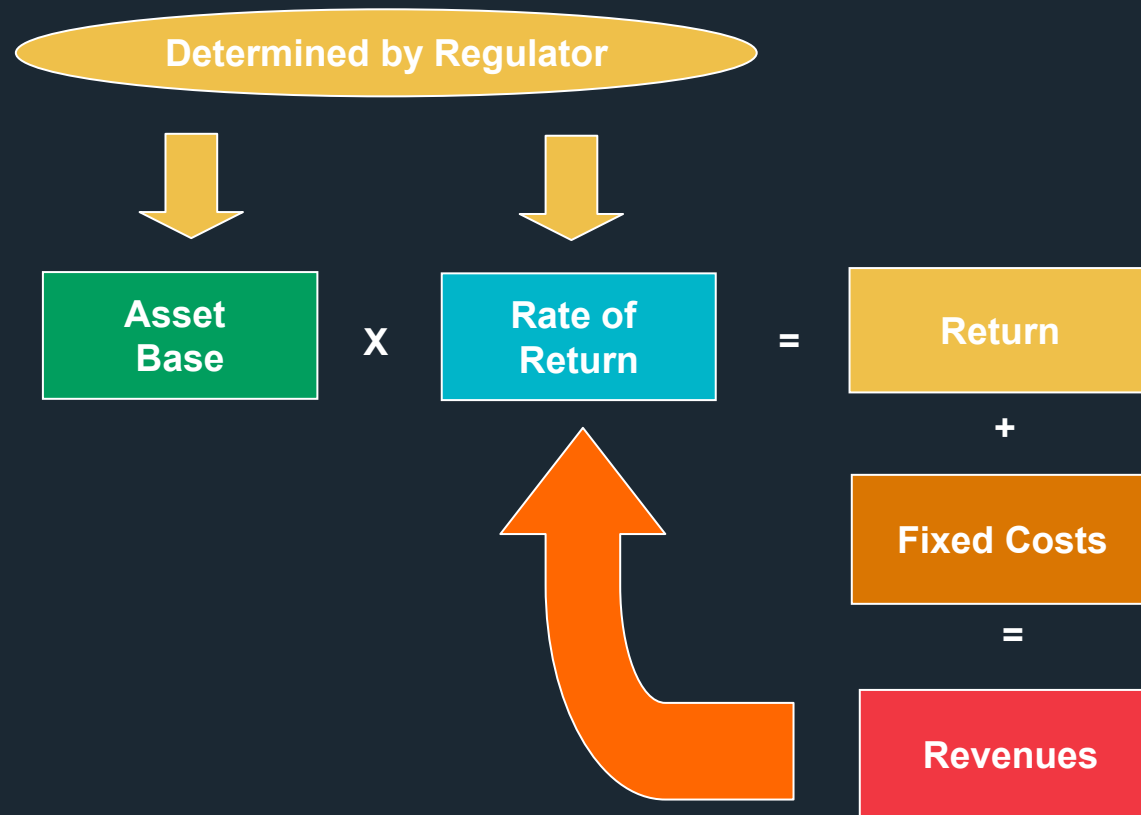 Determined by Regulator
Asset
Base
X
Rate of
Return
=
Return
+
Fixed Costs
=
Revenues